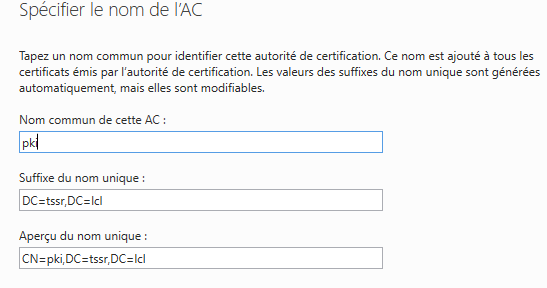 Spécifier le nom de l'AC
Tapez un nom commun pour identifier cette autorité de certification. Ce nom est ajouté à tous les
certificats émis par l'autorité de certification. Les valeurs des suffixes du nom unique sont générées
automatiquement, mais elles sont modifiables.
Nom commun de cette AC :
pki
Suffixe du nom unique :
DC=tssr,DC=lcl
Aperçu du nom unique :
CN=pki,DC=tssr,DC=lcl